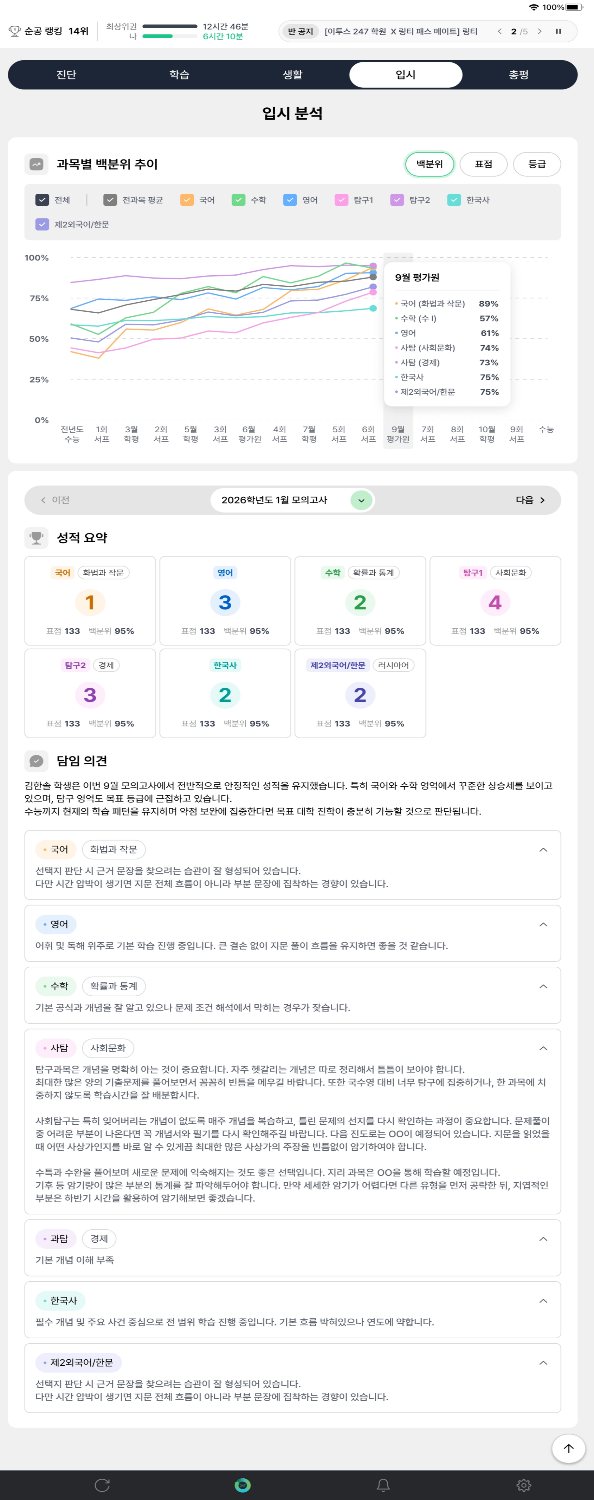 100%
순공 랭킹 14위
최상위권 12시간 46분
나 6시간 10분
반 공지 [이투스 247 학원 X 링티 패스 메이트] 링티
2 /5
진단 학습 생활 입시 총평
입시 분석
과목별 백분위 추이
백분위 표점 등급
전체 전과목 평균 국어 수학 영어 탐구1 탐구2 한국사
제2외국어/한문
100%
75%
50%
25%
0%
전년도 수능
1회 서프
3월 학평
2회 서프
5월 학평
3회 서프
6월 평가원
4회 서프
7월 학평
5회 서프
6회 서프
9월 평가원
7회 서프
8회 서프
10월 학평
9회 서프
수능
9월 평가원
국어 (화법과 작문) 89%
수학 (수 I) 57%
영어 61%
사탐 (사회문화) 74%
사탐 (경제) 73%
한국사 75%
제2외국어/한문 75%
이전 2026학년도 1월 모의고사 다음
성적 요약
국어 화법과 작문
1
표점 133 백분위 95%
영어
3
표점 133 백분위 95%
수학 확률과 통계
2
표점 133 백분위 95%
탐구1 사회문화
4
표점 133 백분위 95%
탐구2 경제
3
표점 133 백분위 95%
한국사
2
표점 133 백분위 95%
제2외국어/한문 러시아어
2
표점 133 백분위 95%
담임 의견
김한솔 학생은 이번 9월 모의고사에서 전반적으로 안정적인 성적을 유지했습니다. 특히 국어와 수학 영역에서 꾸준한 상승세를 보이고
있으며, 탐구 영역도 목표 등급에 근접하고 있습니다.
수능까지 현재의 학습 패턴을 유지하며 약점 보완에 집중한다면 목표 대학 진학이 충분히 가능할 것으로 판단됩니다.
국어 화법과 작문
선택지 판단 시 근거 문장을 찾으려는 습관이 잘 형성되어 있습니다.
다만 시간 압박이 생기면 지문 전체 흐름이 아니라 부분 문장에 집착하는 경향이 있습니다.
영어
어휘 및 독해 위주로 기본 학습 진행 중입니다. 큰 결손 없이 지문 풀이 흐름을 유지하면 좋을 것 같습니다.
수학 확률과 통계
기본 공식과 개념을 잘 알고 있으나 문제 조건 해석에서 막히는 경우가 잦습니다.
사탐 사회문화
탐구과목은 개념을 명확히 아는 것이 중요합니다. 자주 헷갈리는 개념은 따로 정리해서 틈틈이 보아야 합니다.
최대한 많은 양의 기출문제를 풀어보면서 꼼꼼히 빈틈을 메우길 바랍니다. 또한 국수영 대비 너무 탐구에 집중하거나, 한 과목에 치
중하지 않도록 학습시간을 잘 배분합시다.
사회탐구는 특히 잊어버리는 개념이 없도록 매주 개념을 복습하고, 틀린 문제의 선지를 다시 확인하는 과정이 중요합니다. 문제풀이
중 어려운 부분이 나온다면 꼭 개념서와 필기를 다시 확인해주길 바랍니다. 다음 진도로는 OO이 예정되어 있습니다. 지문을 읽었을
때 어떤 사상가인지를 바로 알 수 있게끔 최대한 많은 사상가의 주장을 빈틈없이 암기하여야 합니다.
수특과 수완을 풀어보며 새로운 문제에 익숙해지는 것도 좋은 선택입니다. 지리 과목은 OO을 통해 학습할 예정입니다.
기후 등 암기량이 많은 부분의 통계를 잘 파악해두어야 합니다. 만약 세세한 암기가 어렵다면 다른 유형을 먼저 공략한 뒤, 지엽적인
부분은 하반기 시간을 활용하여 암기해보면 좋겠습니다.
과탐 경제
기본 개념 이해 부족
한국사
필수 개념 및 주요 사건 중심으로 전 범위 학습 진행 중입니다. 기본 흐름 박혀있으나 연도에 약합니다.
제2외국어/한문
선택지 판단 시 근거 문장을 찾으려는 습관이 잘 형성되어 있습니다.
다만 시간 압박이 생기면 지문 전체 흐름이 아니라 부분 문장에 집착하는 경향이 있습니다.